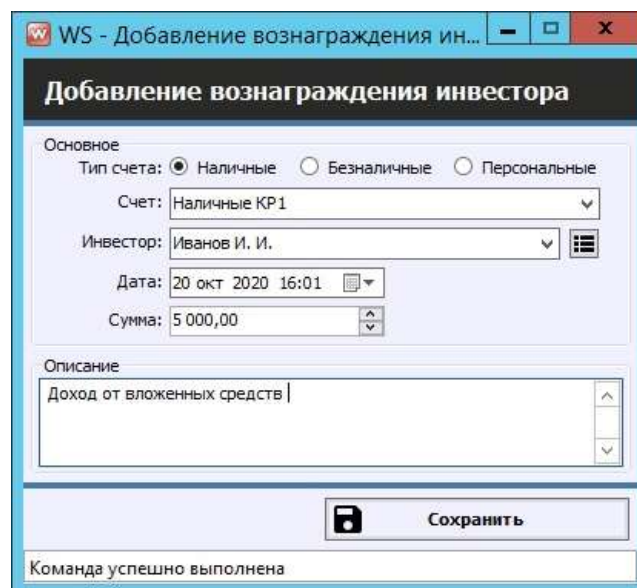 WS - Добавление вознаграждения ин...
Добавление вознаграждения инвестора
Основное
Тип счета: Наличные Безналичные Персональные
Счет: Наличные КР1
Инвестор: Иванов И. И.
Дата: 20 окт 2020 16:01
Сумма: 5 000,00
Описание
Доход от вложенных средств
Сохранить
Команда успешно выполнена